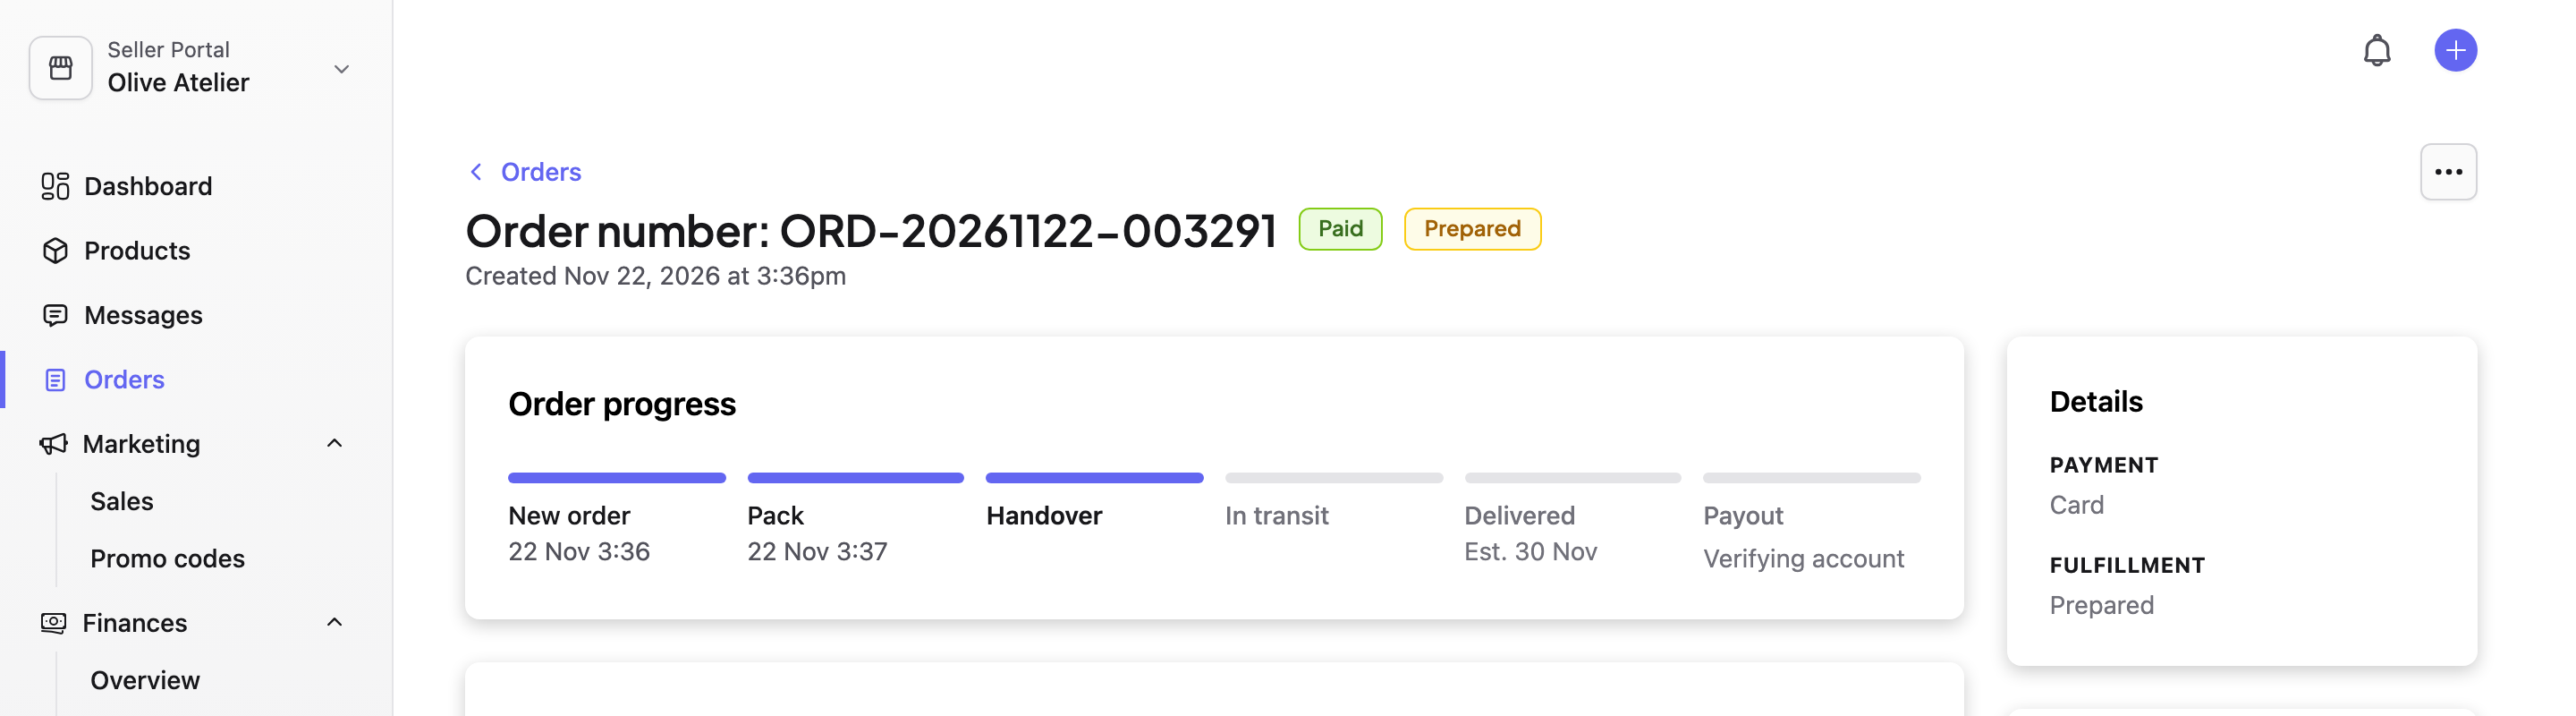 Seller Portal
Olive Atelier
Dashboard
Products
Messages
Orders
Marketing
Sales
Promo codes
Finances
Overview
Orders
Order number: ORD-20261122-003291
Paid
Prepared
Created Nov 22, 2026 at 3:36pm
Order progress
New order
22 Nov 3:36
Pack
22 Nov 3:37
Handover
In transit
Delivered
Est. 30 Nov
Payout
Verifying account
Details
PAYMENT
Card
FULFILLMENT
Prepared